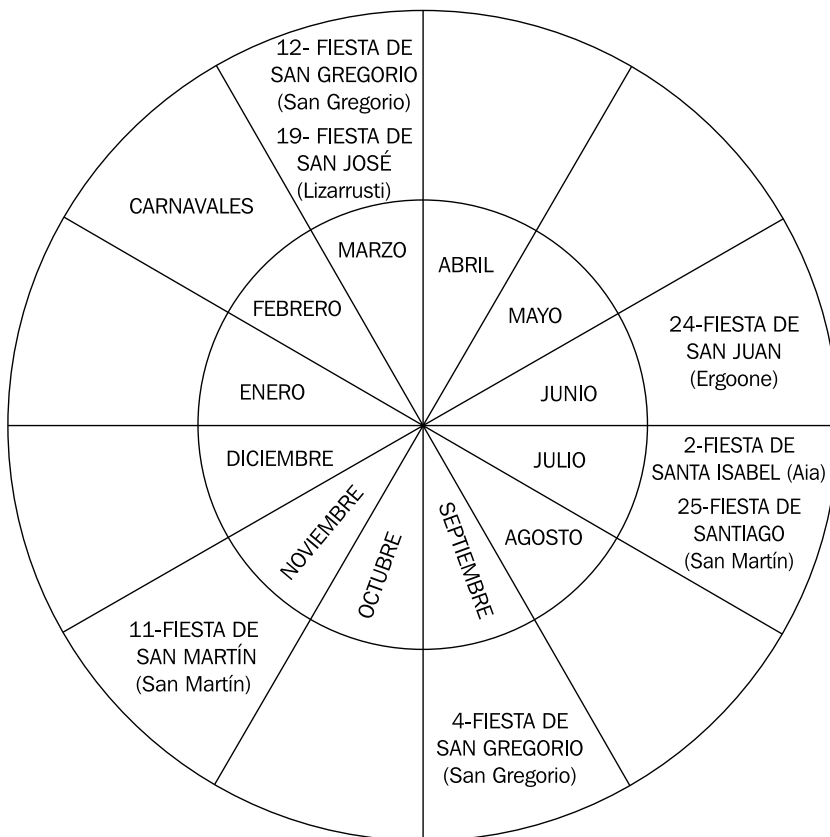 12- FIESTA DE
SAN GREGORIO
(San Gregorio)
19- FIESTA DE
SAN JOSÉ
(Lizarrusti)
CARNAVALES
MARZO
ABRIL
FEBRERO
MAYO
24-FIESTA DE
SAN JUAN
(Ergoone)
ENERO
JUNIO
DICIEMBRE
JULIO
2-FIESTA DE
SANTA ISABEL (Aia)
25-FIESTA DE
SANTIAGO
(San Martín)
NOVIEMBRE
OCTUBRE
SEPTIEMBRE
AGOSTO
11-FIESTA DE
SAN MARTÍN
(San Martín)
4-FIESTA DE
SAN GREGORIO
(San Gregorio)